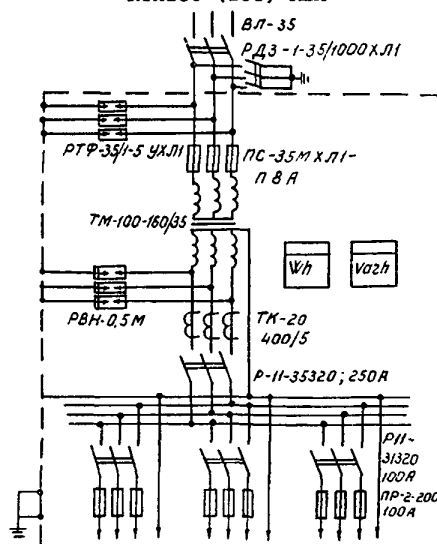 ВЛ-35
РДЗ-1-35/1000ХЛ1
РТФ-35/1-5 УХЛ1
ПС-35МХЛ1-
П 8 А
ТМ-100-160/35
Wh
Varh
РВН-0,5М
ТК-20
400/5
Р-11-35320; 250А
Р11-
31320
100А
ПР-2-200
100А